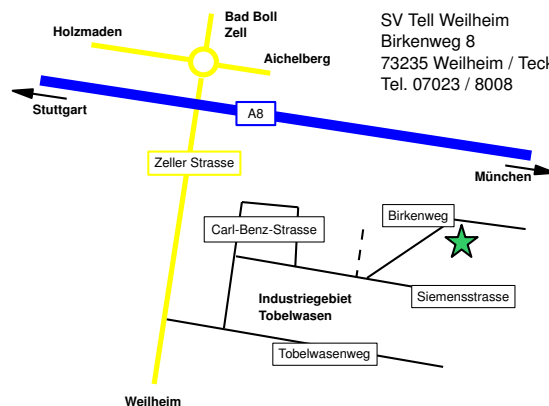 Bad Boll
Zell
Holzmaden
Aichelberg
SV Tell Weilheim
Birkenweg 8
73235 Weilheim / Teck
Tel. 07023 / 8008
Stuttgart
A8
München
Zeller Strasse
Birkenweg
Carl-Benz-Strasse
Industriegebiet
Tobelwasen
Siemensstrasse
Tobelwasenweg
Weilheim